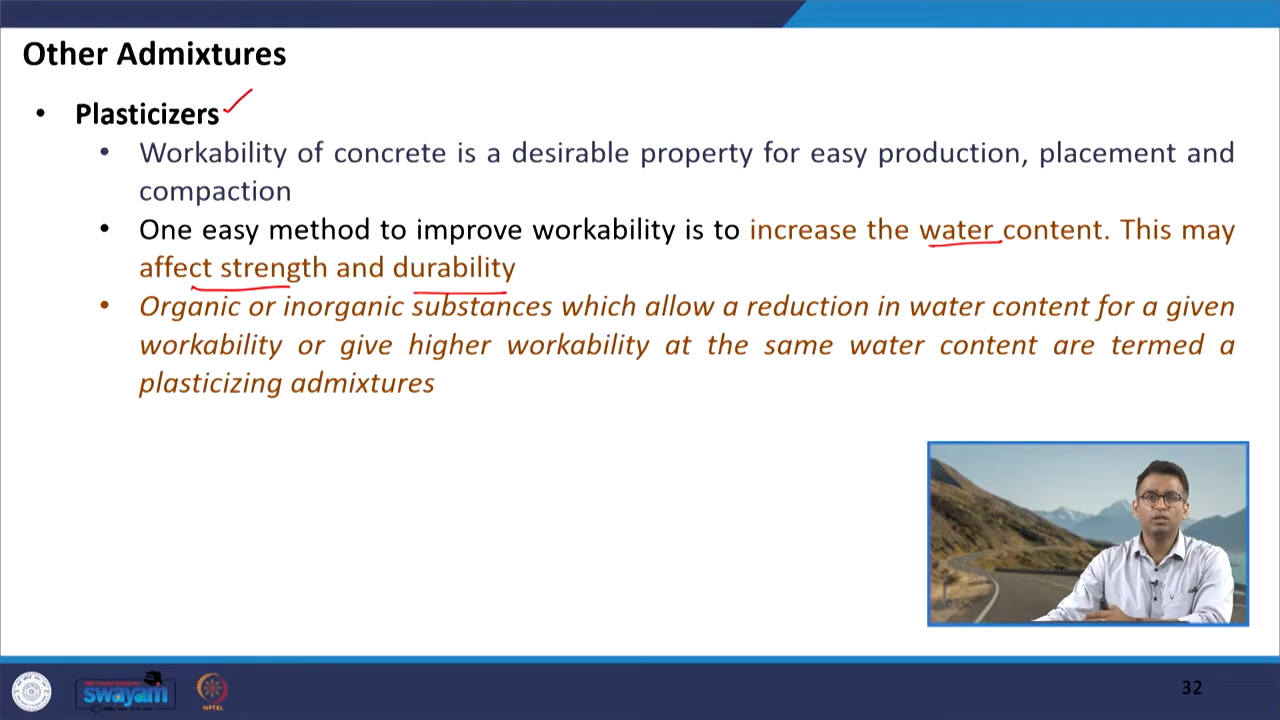 Other Admixtures
• Plasticizers
• Workability of concrete is a desirable property for easy production, placement and
compaction
• One easy method to improve workability is to increase the water content. This may
affect strength and durability
• Organic or inorganic substances which allow a reduction in water content for a given
workability or give higher workability at the same water content are termed a
plasticizing admixtures
swayam
NPTEL
32